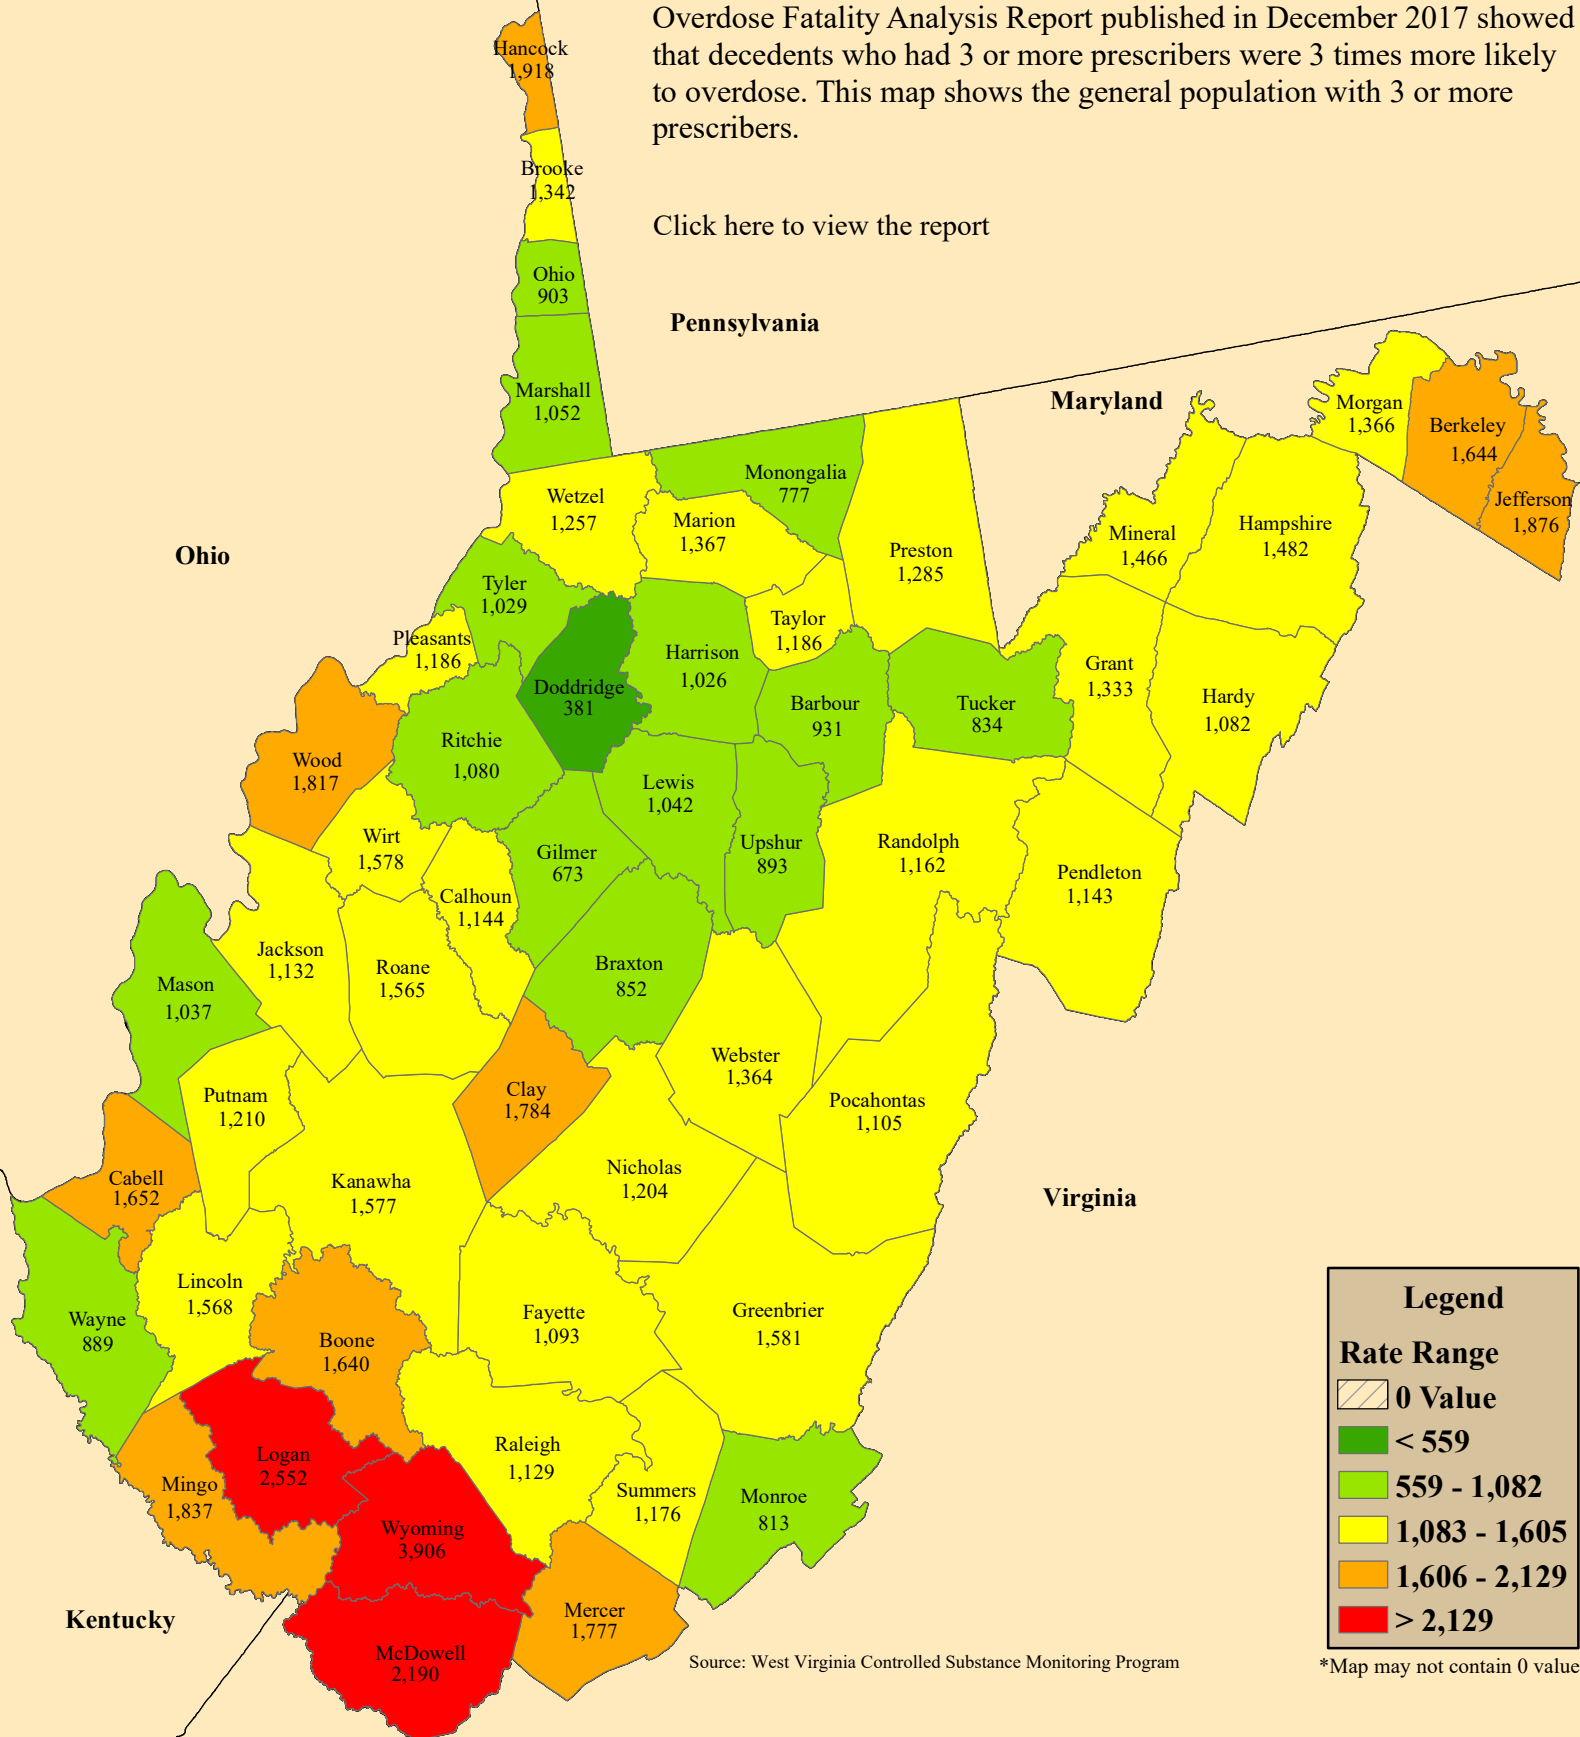 Overdose Fatality Analysis Report published in December 2017 showed
that decedents who had 3 or more prescribers were 3 times more likely
to overdose. This map shows the general population with 3 or more
prescribers.
Click here to view the report
Hancock
1,918
Brooke
1,342
Ohio
903
Marshall
1,052
Pennsylvania
Maryland
Ohio
Morgan
1,366
Berkeley
1,644
Jefferson
1,876
Monongalia
777
Wetzel
1,257
Marion
1,367
Preston
1,285
Mineral
1,466
Hampshire
1,482
Tyler
1,029
Pleasants
1,186
Taylor
1,186
Harrison
1,026
Doddridge
381
Grant
1,333
Hardy
1,082
Barbour
931
Tucker
834
Ritchie
1,080
Wood
1,817
Lewis
1,042
Wirt
1,578
Gilmer
673
Upshur
893
Randolph
1,162
Pendleton
1,143
Calhoun
1,144
Jackson
1,132
Roane
1,565
Braxton
852
Mason
1,037
Webster
1,364
Clay
1,784
Putnam
1,210
Pocahontas
1,105
Cabell
1,652
Kanawha
1,577
Nicholas
1,204
Virginia
Lincoln
1,568
Wayne
889
Boone
1,640
Fayette
1,093
Greenbrier
1,581
Logan
2,552
Raleigh
1,129
Mingo
1,837
Summers
1,176
Monroe
813
Wyoming
3,906
Mercer
1,777
McDowell
2,190
Kentucky
Legend
Rate Range
0 Value
< 559
559 - 1,082
1,083 - 1,605
1,606 - 2,129
> 2,129
Source: West Virginia Controlled Substance Monitoring Program
*Map may not contain 0 value